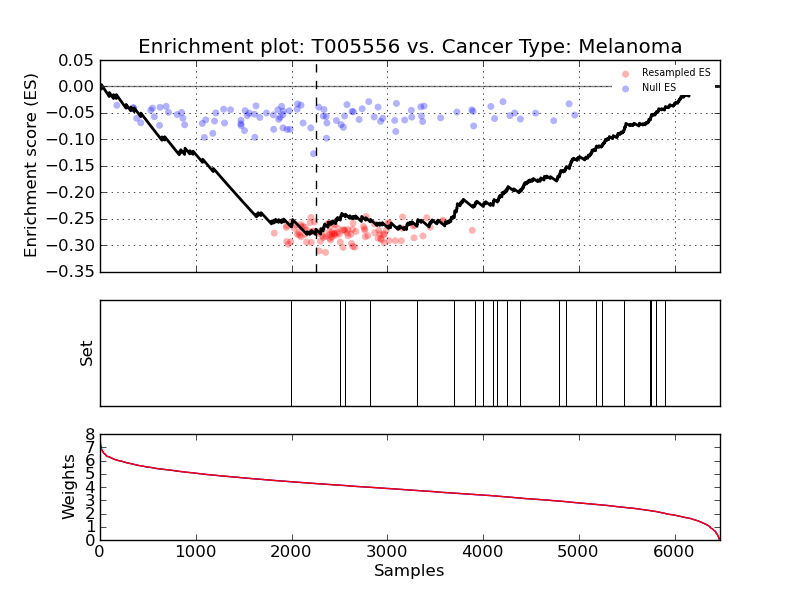 Enrichment plot: T005556 vs. Cancer Type: Melanoma
0.05
0.00
−0.05
−0.10
−0.15
−0.20
−0.25
−0.30
−0.35
Enrichment score (ES)
Resampled ES
Null ES
Set
8
7
6
5
4
3
2
1
0
Weights
0 1000 2000 3000 4000 5000 6000
Samples